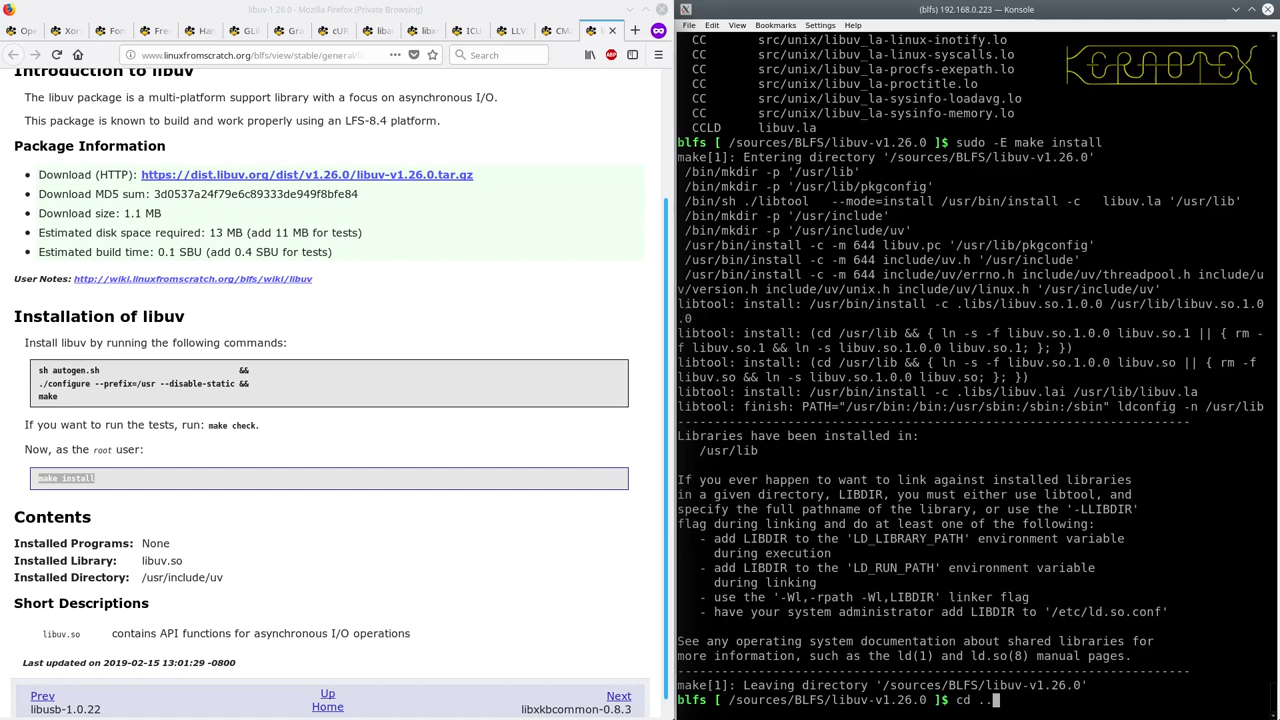 libuv-1.26.0 - Mozilla Firefox (Private Browsing)
www.linuxfromscratch.org/blfs/view/stable/general/
Search
Introduction to libuv
The libuv package is a multi-platform support library with a focus on asynchronous I/O.
This package is known to build and work properly using an LFS-8.4 platform.
Package Information
Download (HTTP): https://dist.libuv.org/dist/v1.26.0/libuv-v1.26.0.tar.gz
Download MD5 sum: 3d0537a24f79e6c89333de949f8bfe84
Download size: 1.1 MB
Estimated disk space required: 13 MB (add 11 MB for tests)
Estimated build time: 0.1 SBU (add 0.4 SBU for tests)
User Notes: http://wiki.linuxfromscratch.org/blfs/wiki/libuv
Installation of libuv
Install libuv by running the following commands:
sh autogen.sh &&
./configure --prefix=/usr --disable-static &&
make
If you want to run the tests, run: make check.
Now, as the root user:
make install
Contents
Installed Programs: None
Installed Library: libuv.so
Installed Directory: /usr/include/uv
Short Descriptions
libuv.so contains API functions for asynchronous I/O operations
Last updated on 2019-02-15 13:01:29 -0800
Prev Up Next
libusb-1.0.22 Home libxkbcommon-0.8.3
(blfs) 192.168.0.223 — Konsole
File Edit View Bookmarks Settings Help
KERAOTEX
CC src/unix/libuv_la-linux-inotify.lo
CC src/unix/libuv_la-linux-syscalls.lo
CC src/unix/libuv_la-procfs-exepath.lo
CC src/unix/libuv_la-proctitle.lo
CC src/unix/libuv_la-sysinfo-loadavg.lo
CC src/unix/libuv_la-sysinfo-memory.lo
CCLD libuv.la
blfs [ /sources/BLFS/libuv-v1.26.0 ]$ sudo -E make install
make[1]: Entering directory '/sources/BLFS/libuv-v1.26.0'
/bin/mkdir -p '/usr/lib'
/bin/mkdir -p '/usr/lib/pkgconfig'
/bin/sh ./libtool --mode=install /usr/bin/install -c libuv.la '/usr/lib'
/bin/mkdir -p '/usr/include'
/bin/mkdir -p '/usr/include/uv'
/usr/bin/install -c -m 644 libuv.pc '/usr/lib/pkgconfig'
/usr/bin/install -c -m 644 include/uv.h '/usr/include'
/usr/bin/install -c -m 644 include/uv/errno.h include/uv/threadpool.h include/u
v/version.h include/uv/unix.h include/uv/linux.h '/usr/include/uv'
libtool: install: /usr/bin/install -c .libs/libuv.so.1.0.0 /usr/lib/libuv.so.1.0
.0
libtool: install: (cd /usr/lib && { ln -s -f libuv.so.1.0.0 libuv.so.1 || { rm -
f libuv.so.1 && ln -s libuv.so.1.0.0 libuv.so.1; }; })
libtool: install: (cd /usr/lib && { ln -s -f libuv.so.1.0.0 libuv.so || { rm -f
libuv.so && ln -s libuv.so.1.0.0 libuv.so; }; })
libtool: install: /usr/bin/install -c .libs/libuv.lai /usr/lib/libuv.la
libtool: finish: PATH="/usr/bin:/bin:/usr/sbin:/sbin:/sbin" ldconfig -n /usr/lib
----------------------------------------------------------------------
Libraries have been installed in:
/usr/lib
If you ever happen to want to link against installed libraries
in a given directory, LIBDIR, you must either use libtool, and
specify the full pathname of the library, or use the '-LLIBDIR'
flag during linking and do at least one of the following:
- add LIBDIR to the 'LD_LIBRARY_PATH' environment variable
during execution
- add LIBDIR to the 'LD_RUN_PATH' environment variable
during linking
- use the '-Wl,-rpath -Wl,LIBDIR' linker flag
- have your system administrator add LIBDIR to '/etc/ld.so.conf'
See any operating system documentation about shared libraries for
more information, such as the ld(1) and ld.so(8) manual pages.
----------------------------------------------------------------------
make[1]: Leaving directory '/sources/BLFS/libuv-v1.26.0'
blfs [ /sources/BLFS/libuv-v1.26.0 ]$ cd ..